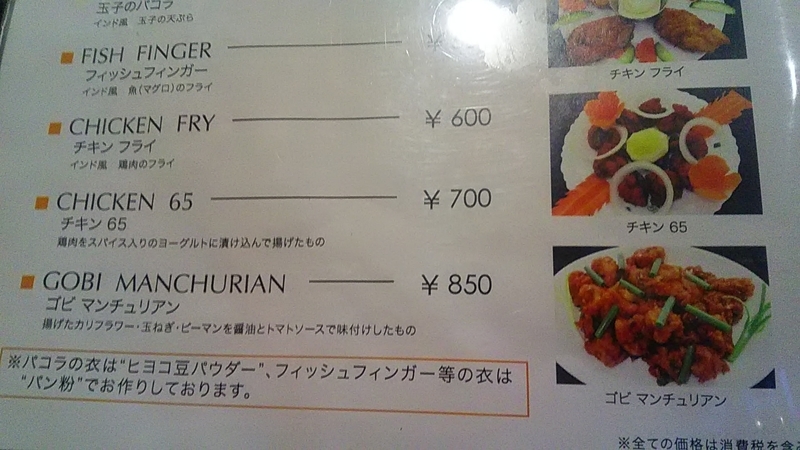 玉子のパコラ
インド風 玉子の天ぷら
FISH FINGER
フィッシュフィンガー
インド風 魚(マグロ)のフライ
CHICKEN FRY ¥ 600
チキン フライ
インド風 鶏肉のフライ
CHICKEN 65 ¥ 700
チキン 65
鶏肉をスパイス入りのヨーグルトに漬け込んで揚げたもの
GOBI MANCHURIAN ¥ 850
ゴビ マンチュリアン
揚げたカリフラワー・玉ねぎ・ピーマンを醤油とトマトソースで味付けしたもの
※パコラの衣は“ヒヨコ豆パウダー”、フィッシュフィンガー等の衣は
“パン粉”でお作りしております。
チキン フライ
チキン 65
ゴビ マンチュリアン
※全ての価格は消費税を含